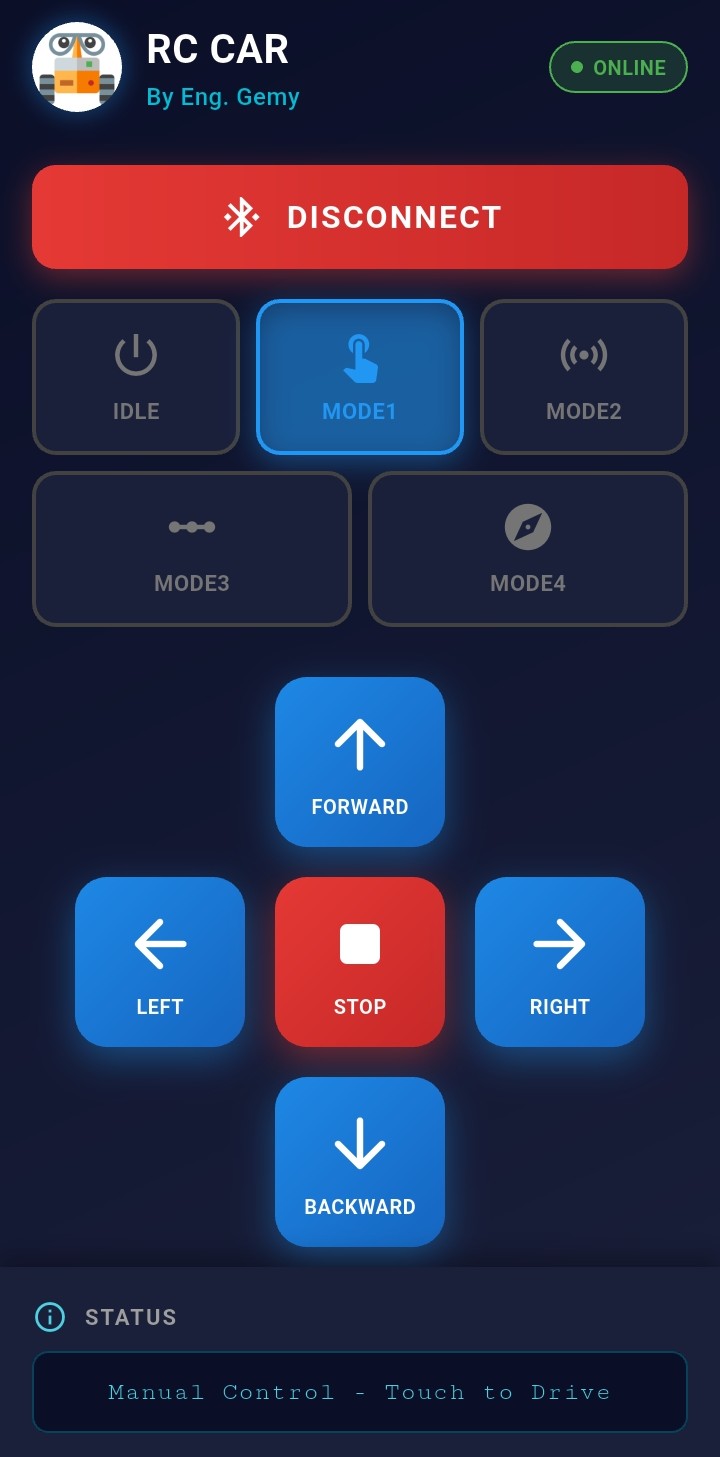 RC CAR
By Eng. Gemy
ONLINE
DISCONNECT
IDLE
MODE1
MODE2
MODE3
MODE4
FORWARD
LEFT
STOP
RIGHT
BACKWARD
STATUS
Manual Control - Touch to Drive